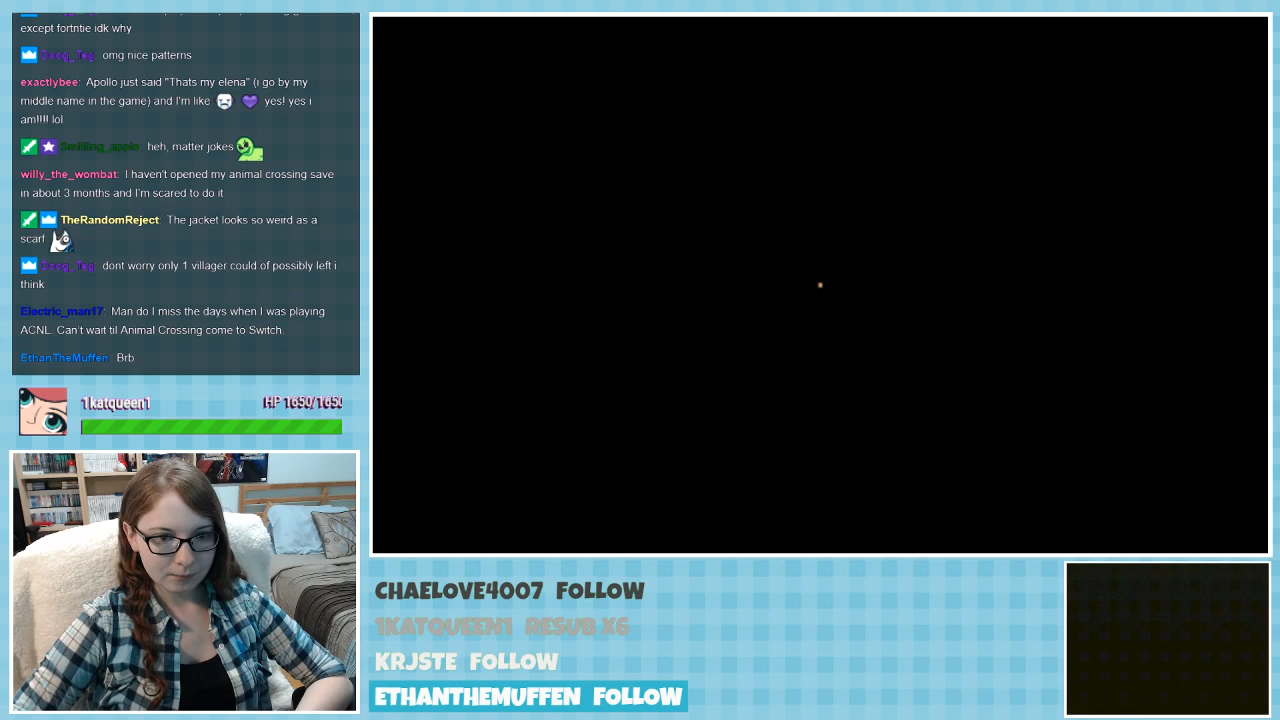 except fortntie idk why
Doog_Teg omg nice patterns
exactlybee: Apollo just said "Thats my elena" (i go by my
middle name in the game) and I'm like yes! yes i
am!!!! lol
Smiling_apple heh, matter jokes
willy_the_wombat: I haven't opened my animal crossing save
in about 3 months and I'm scared to do it
TheRandomReject: The jacket looks so weird as a
scarf
Doog_Teg dont worry only 1 villager could of possibly left i
think
Electric_man17: Man do I miss the days when I was playing
ACNL. Can't wait til Animal Crossing come to Switch.
EthanTheMuffen: Brb
1katqueen1 HP 1650/1650
CHAELOVE4007 FOLLOW
1KATQUEEN1 RESUB X6
KRJSTE FOLLOW
ETHANTHEMUFFEN FOLLOW